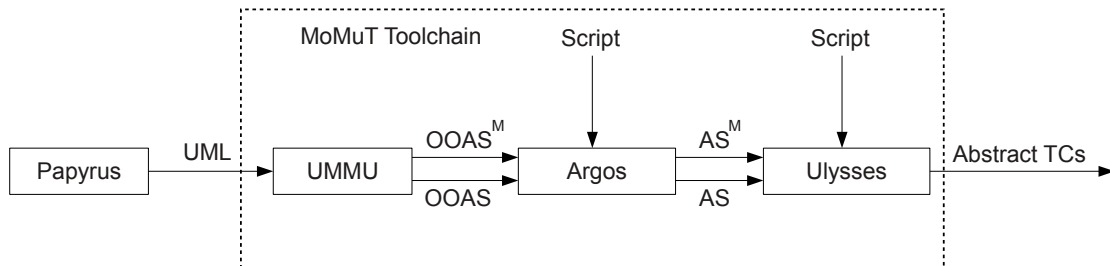 MoMuT Toolchain
Script
Script
Papyrus
UML
UMMU
OOAS^M
OOAS
Argos
AS^M
AS
Ulysses
Abstract TCs